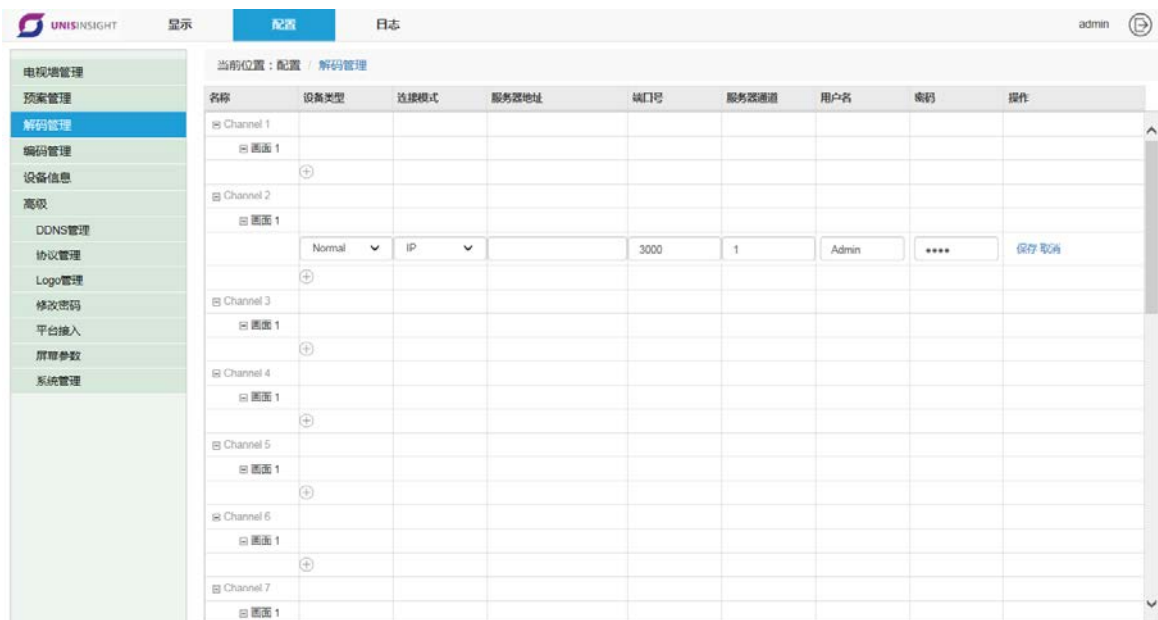 UNISINSIGHT 显示 配置 日志 admin
电视墙管理
预案管理
解码管理
编码管理
设备信息
高级
DDNS管理
协议管理
Logo管理
修改密码
平台接入
屏幕参数
系统管理
当前位置：配置 / 解码管理
名称 设备类型 连接模式 服务器地址 端口号 服务器通道 用户名 密码 操作
Channel 1
画面 1
Channel 2
画面 1
Normal IP 3000 1 Admin •••• 保存 取消
Channel 3
画面 1
Channel 4
画面 1
Channel 5
画面 1
Channel 6
画面 1
Channel 7
画面 1